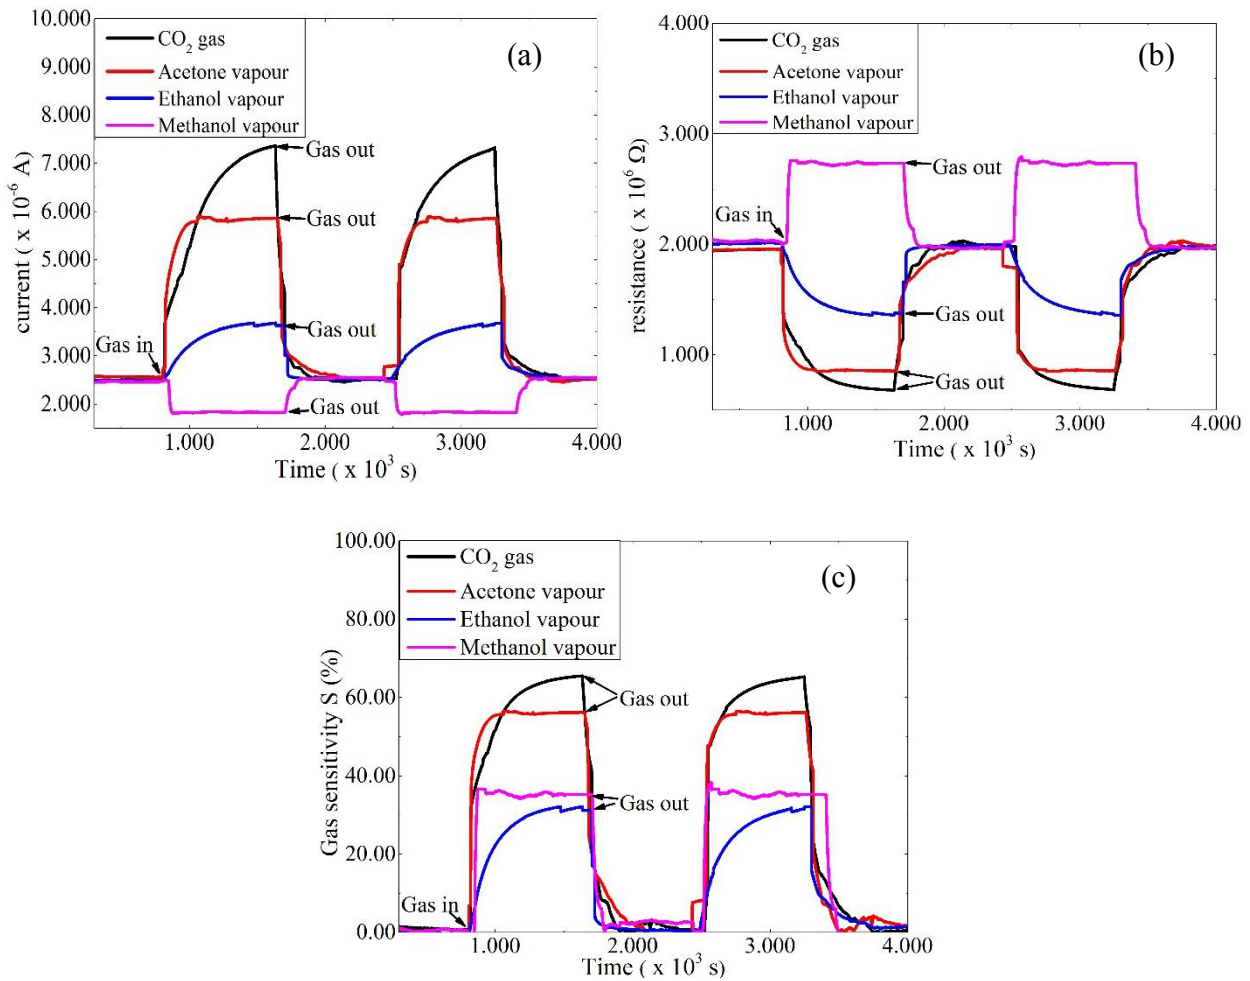 10.000
9.000
8.000
7.000
6.000
5.000
4.000
3.000
2.000
current ( x 10⁻⁶ A)
CO₂ gas
Acetone vapour
Ethanol vapour
Methanol vapour
(a)
Gas out
Gas out
Gas out
Gas in
Gas out
1.000 2.000 3.000 4.000
Time ( x 10³ s)
4.000
3.000
2.000
1.000
resistance ( x 10⁶ Ω)
CO₂ gas
Acetone vapour
Ethanol vapour
Methanol vapour
(b)
Gas out
Gas in
Gas out
Gas out
1.000 2.000 3.000 4.000
Time ( x 10³ s)
100.00
80.00
60.00
40.00
20.00
0.00
Gas sensitivity S (%)
CO₂ gas
Acetone vapour
Ethanol vapour
Methanol vapour
(c)
Gas out
Gas out
Gas in
1.000 2.000 3.000 4.000
Time ( x 10³ s)